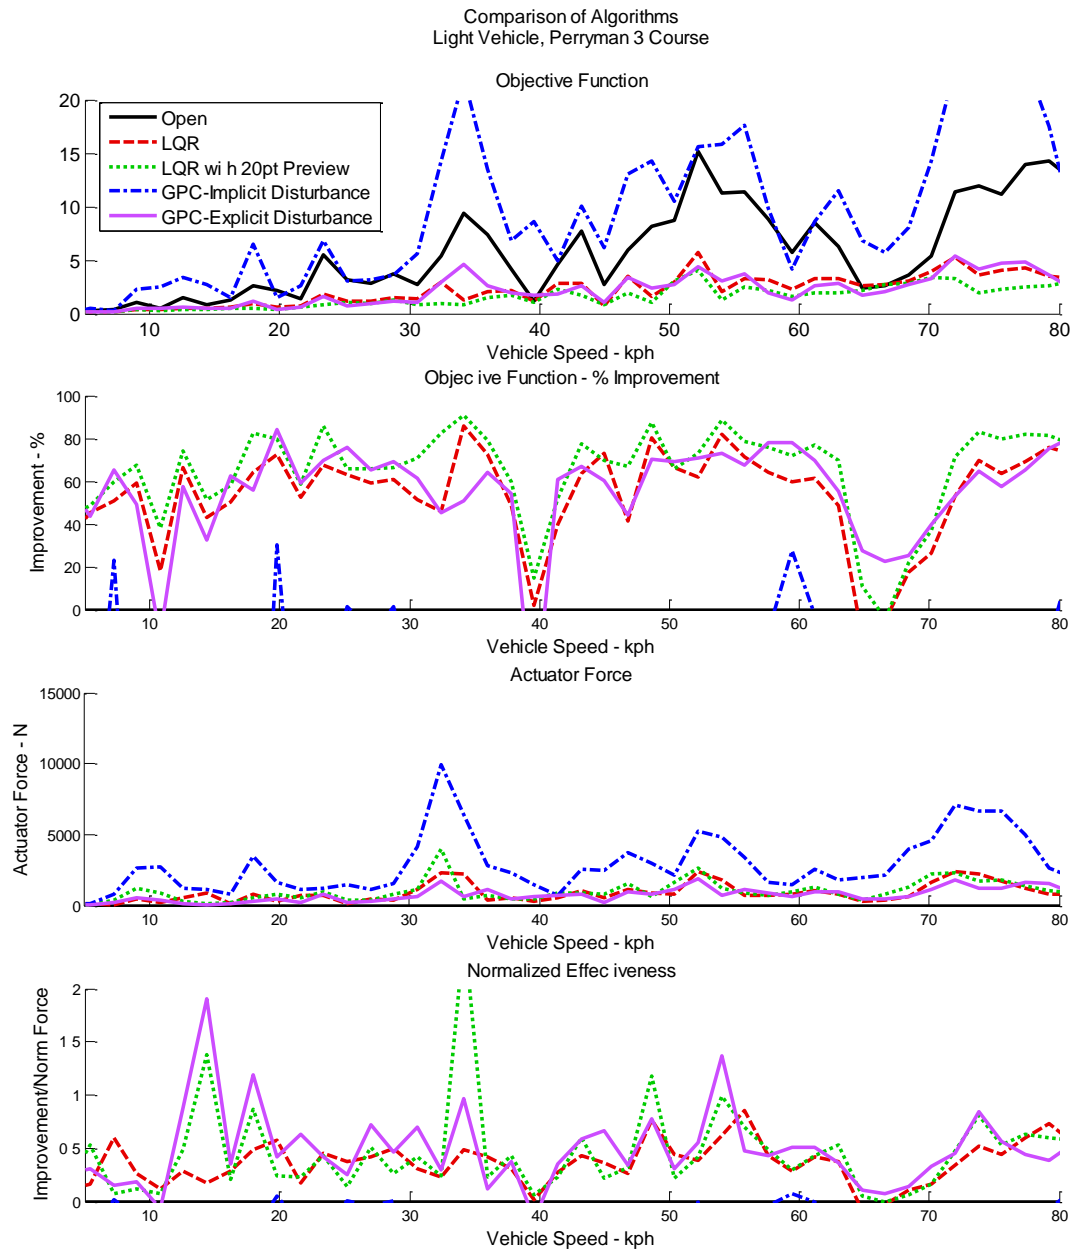 Comparison of Algorithms
Light Vehicle, Perryman 3 Course
Objective Function
20
15
10
5
0
Open
LQR
LQR wi h 20pt Preview
GPC-Implicit Disturbance
GPC-Explicit Disturbance
10 20 30 40 50 60 70 80
Vehicle Speed - kph
Objec ive Function - % Improvement
Improvement - %
100
80
60
40
20
0
10 20 30 40 50 60 70 80
Vehicle Speed - kph
Actuator Force
Actuator Force - N
15000
10000
5000
0
10 20 30 40 50 60 70 80
Vehicle Speed - kph
Normalized Effec iveness
Improvement/Norm Force
2
1.5
1
0.5
0
10 20 30 40 50 60 70 80
Vehicle Speed - kph